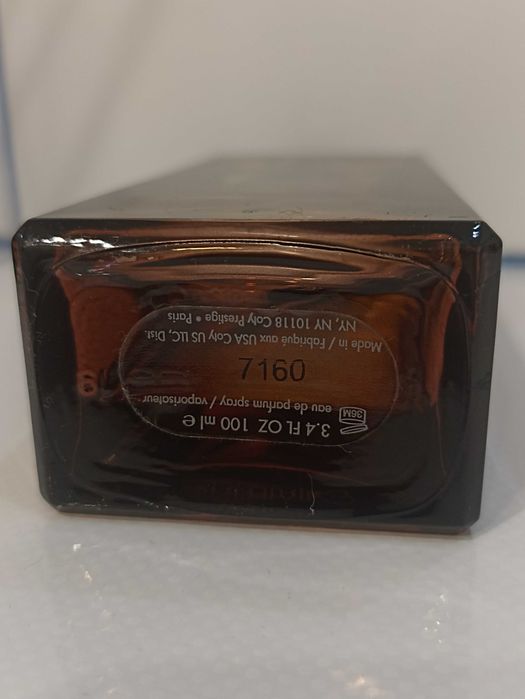 36M
3.4 FL OZ 100 ml e
eau de parfum spray / vaporisateur
7160
Made in / Fabriqué aux USA Coty US LLC, Dist.
NY, NY 10118 Coty Prestige * Paris